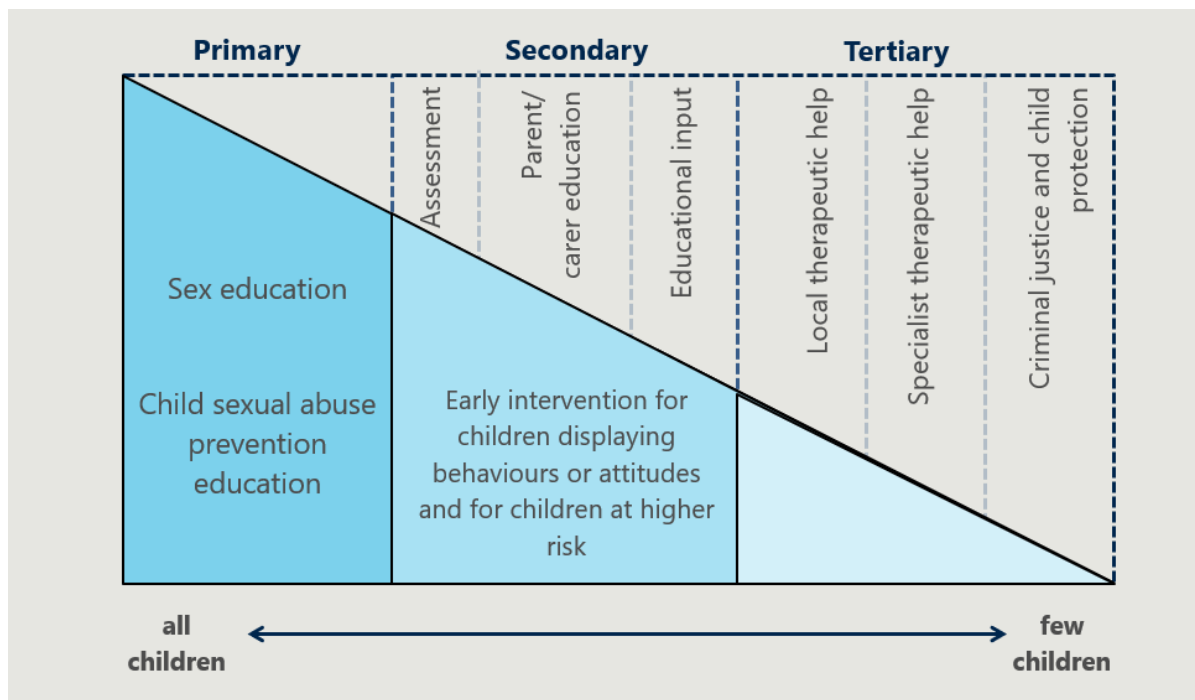 Primary
Secondary
Tertiary
Assessment
Parent/
carer education
Educational input
Local therapeutic help
Specialist therapeutic help
Criminal justice and child
protection
Sex education
Child sexual abuse
prevention
education
Early intervention for
children displaying
behaviours or attitudes
and for children at higher
risk
all
children
few
children